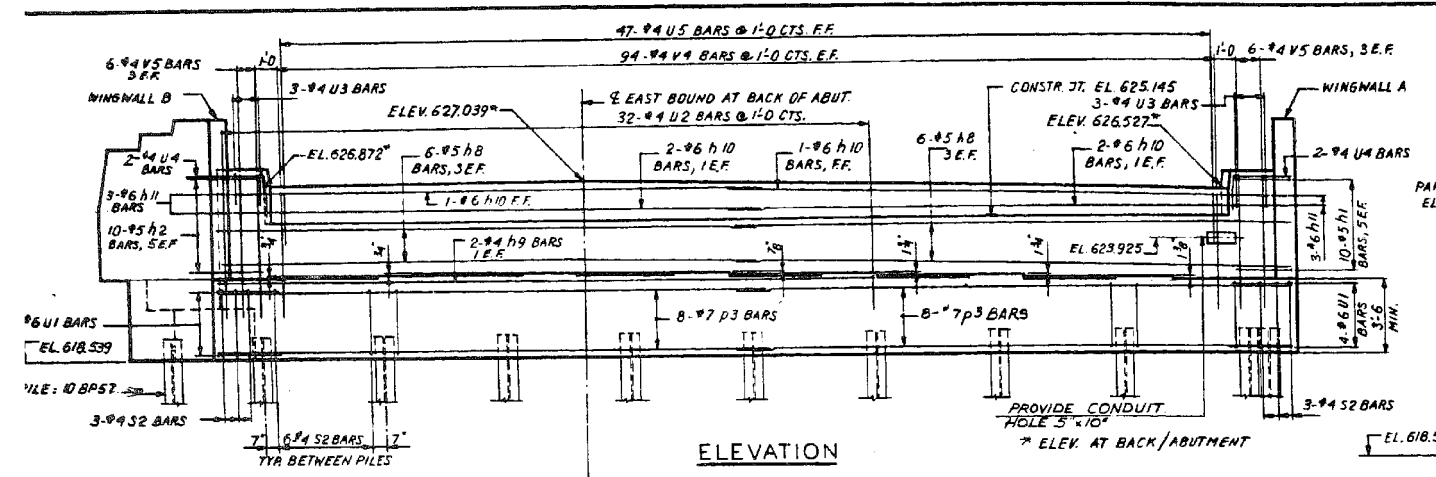 47-#4 U5 BARS @ 1'-0 CTS. F.F.
94-#4 V4 BARS @ 1'-0 CTS. E.F.
1'-0
1'-0
6-#4 V5 BARS, 3 E.F.
6-#4 V5 BARS
3 E.F.
WINGWALL B
3-#4 U3 BARS
ELEV. 627.039*
℄ EAST BOUND AT BACK OF ABUT.
32-#4 U2 BARS @ 1'-0 CTS.
CONSTR. JT. EL. 625.145
3-#4 U3 BARS
ELEV. 626.527*
WINGWALL A
2-#4 U4
BARS
EL. 626.872*
6-#5 h8
BARS, 3 E.F.
2-#6 h10
BARS, 1 E.F.
1-#6 h10
BARS, F.F.
6-#5 h8
3 E.F.
2-#6 h10
BARS, 1 E.F.
2-#4 U4 BARS
3-#6 h11
BARS
1-#6 h10 F.F.
10-#5 h2
BARS, 5 E.F.
2-#4 h9 BARS
1 E.F.
EL. 623.925
3-#6 h11
10-#5 h1
BARS, 5 E.F.
#6 U1 BARS
8-#7 p3 BARS
8-#7 p3 BARS
4-#6 U1
BARS
3'-6
MIN.
EL. 618.539
PILE: 10 BP57
3-#4 S2 BARS
7"
6 #4 S2 BARS
7"
TYP. BETWEEN PILES
ELEVATION
PROVIDE CONDUIT
HOLE 5" x 10"
* ELEV. AT BACK/ABUTMENT
3-#4 S2 BARS
EL. 618.5